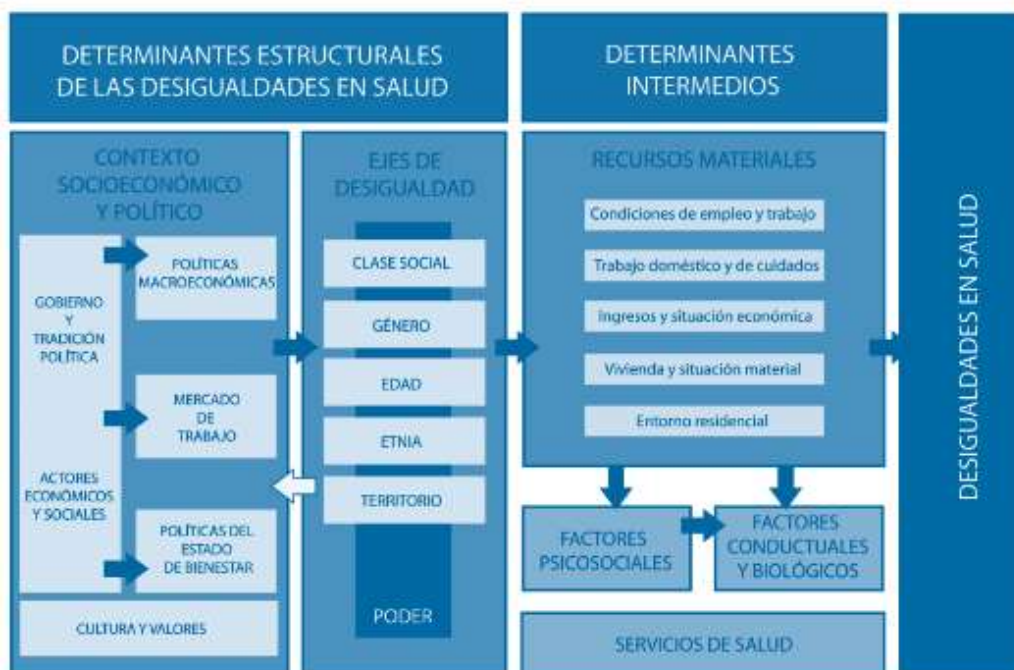 DETERMINANTES ESTRUCTURALES
DE LAS DESIGUALDADES EN SALUD
CONTEXTO
SOCIOECONÓMICO
Y POLÍTICO
GOBIERNO
Y
TRADICIÓN
POLÍTICA
ACTORES
ECONÓMICOS
Y SOCIALES
POLÍTICAS
MACROECONÓMICAS
MERCADO
DE
TRABAJO
POLÍTICAS DEL
ESTADO
DE BIENESTAR
CULTURA Y VALORES
EJES DE
DESIGUALDAD
CLASE SOCIAL
GÉNERO
EDAD
ETNIA
TERRITORIO
PODER
DETERMINANTES
INTERMEDIOS
RECURSOS MATERIALES
Condiciones de empleo y trabajo
Trabajo doméstico y de cuidados
Ingresos y situación económica
Vivienda y situación material
Entorno residencial
FACTORES
PSICOSOCIALES
FACTORES
CONDUCTUALES
Y BIOLÓGICOS
SERVICIOS DE SALUD
DESIGUALDADES EN SALUD